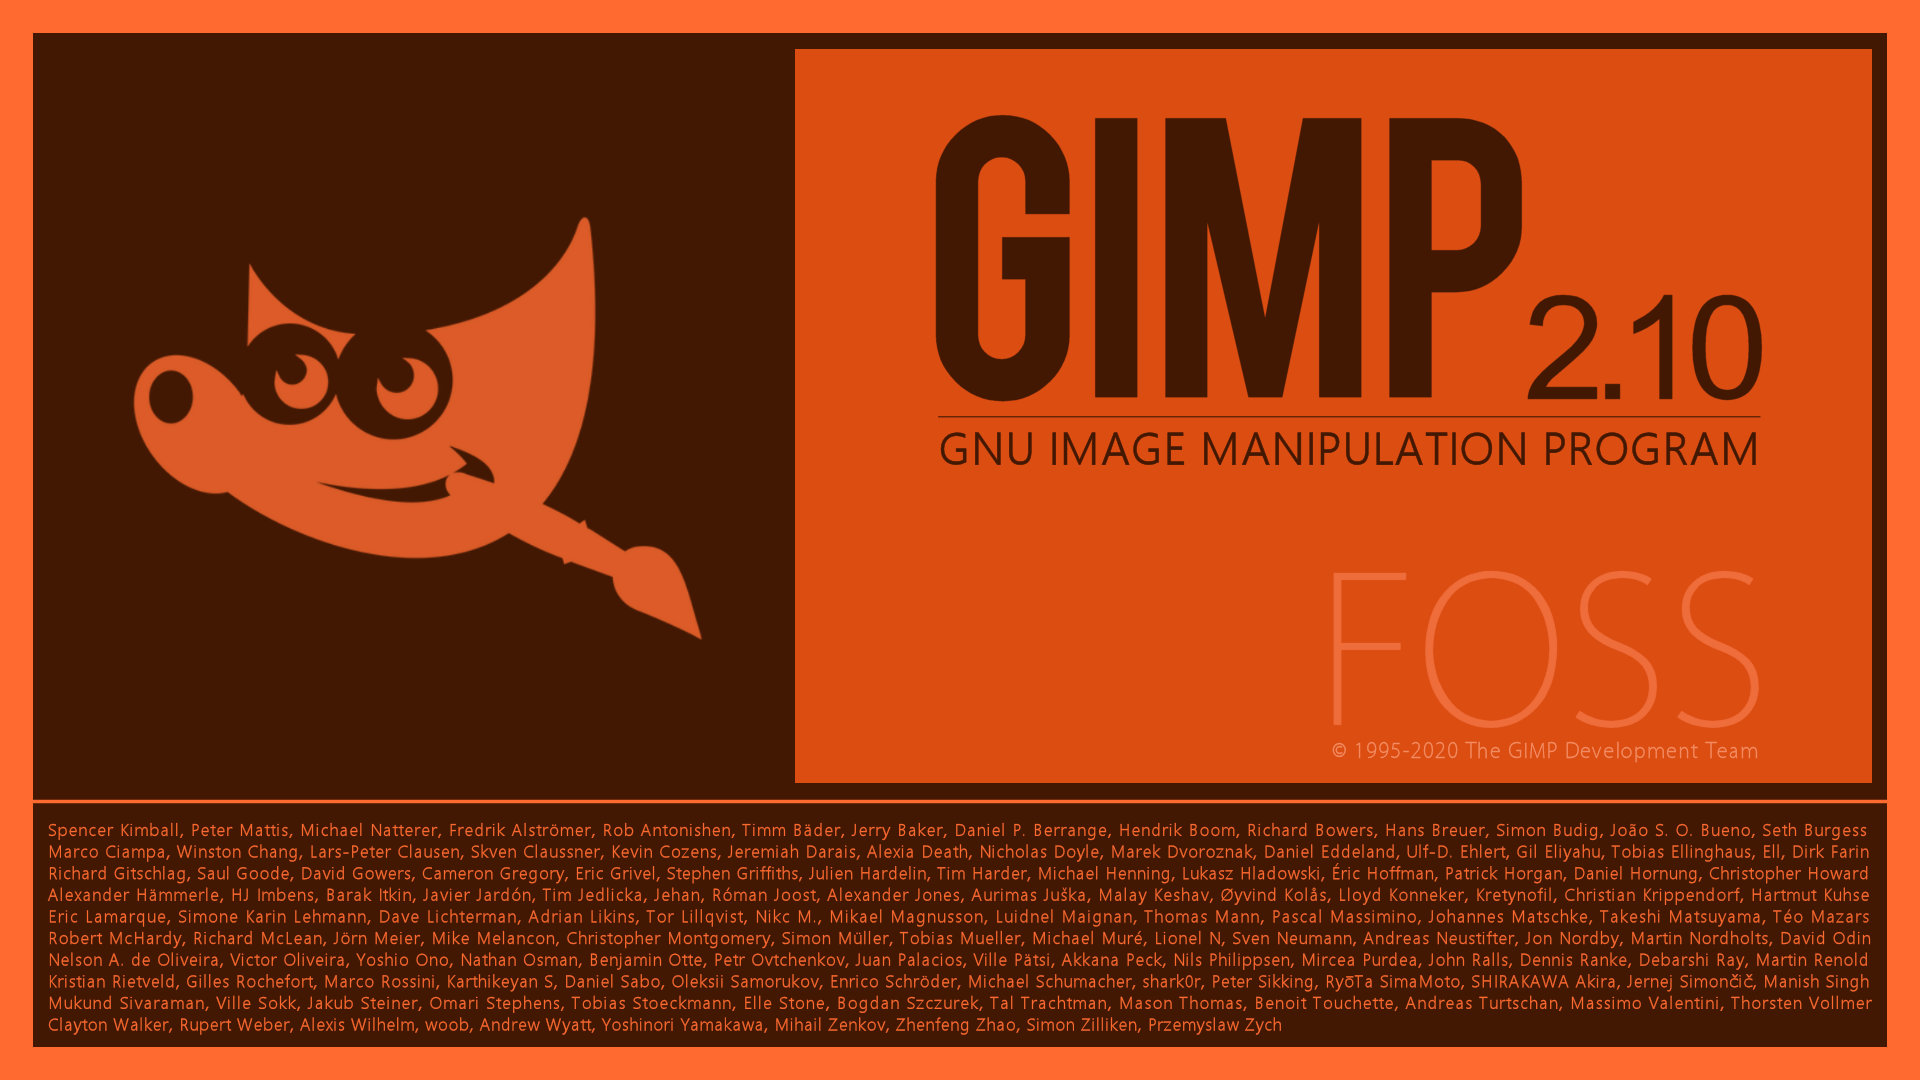 GIMP 2.10
GNU IMAGE MANIPULATION PROGRAM
FOSS
© 1995-2020 The GIMP Development Team
Spencer Kimball, Peter Mattis, Michael Natterer, Fredrik Alströmer, Rob Antonishen, Timm Bäder, Jerry Baker, Daniel P. Berrange, Hendrik Boom, Richard Bowers, Hans Breuer, Simon Budig, João S. O. Bueno, Seth Burgess
Marco Ciampa, Winston Chang, Lars-Peter Clausen, Skven Claussner, Kevin Cozens, Jeremiah Darais, Alexia Death, Nicholas Doyle, Marek Dvoroznak, Daniel Eddeland, Ulf-D. Ehlert, Gil Eliyahu, Tobias Ellinghaus, Ell, Dirk Farin
Richard Gitschlag, Saul Goode, David Gowers, Cameron Gregory, Eric Grivel, Stephen Griffiths, Julien Hardelin, Tim Harder, Michael Henning, Lukasz Hladowski, Éric Hoffman, Patrick Horgan, Daniel Hornung, Christopher Howard
Alexander Hämmerle, HJ Imbens, Barak Itkin, Javier Jardón, Tim Jedlicka, Jehan, Róman Joost, Alexander Jones, Aurimas Juška, Malay Keshav, Øyvind Kolås, Lloyd Konneker, Kretynofil, Christian Krippendorf, Hartmut Kuhse
Eric Lamarque, Simone Karin Lehmann, Dave Lichterman, Adrian Likins, Tor Lillqvist, Nikc M., Mikael Magnusson, Luidnel Maignan, Thomas Mann, Pascal Massimino, Johannes Matschke, Takeshi Matsuyama, Téo Mazars
Robert McHardy, Richard McLean, Jörn Meier, Mike Melancon, Christopher Montgomery, Simon Müller, Tobias Mueller, Michael Muré, Lionel N, Sven Neumann, Andreas Neustifter, Jon Nordby, Martin Nordholts, David Odin
Nelson A. de Oliveira, Victor Oliveira, Yoshio Ono, Nathan Osman, Benjamin Otte, Petr Ovtchenkov, Juan Palacios, Ville Pätsi, Akkana Peck, Nils Philippsen, Mircea Purdea, John Ralls, Dennis Ranke, Debarshi Ray, Martin Renold
Kristian Rietveld, Gilles Rochefort, Marco Rossini, Karthikeyan S, Daniel Sabo, Oleksii Samorukov, Enrico Schröder, Michael Schumacher, shark0r, Peter Sikking, RyōTa SimaMoto, SHIRAKAWA Akira, Jernej Simončič, Manish Singh
Mukund Sivaraman, Ville Sokk, Jakub Steiner, Omari Stephens, Tobias Stoeckmann, Elle Stone, Bogdan Szczurek, Tal Trachtman, Mason Thomas, Benoit Touchette, Andreas Turtschan, Massimo Valentini, Thorsten Vollmer
Clayton Walker, Rupert Weber, Alexis Wilhelm, woob, Andrew Wyatt, Yoshinori Yamakawa, Mihail Zenkov, Zhenfeng Zhao, Simon Zilliken, Przemyslaw Zych